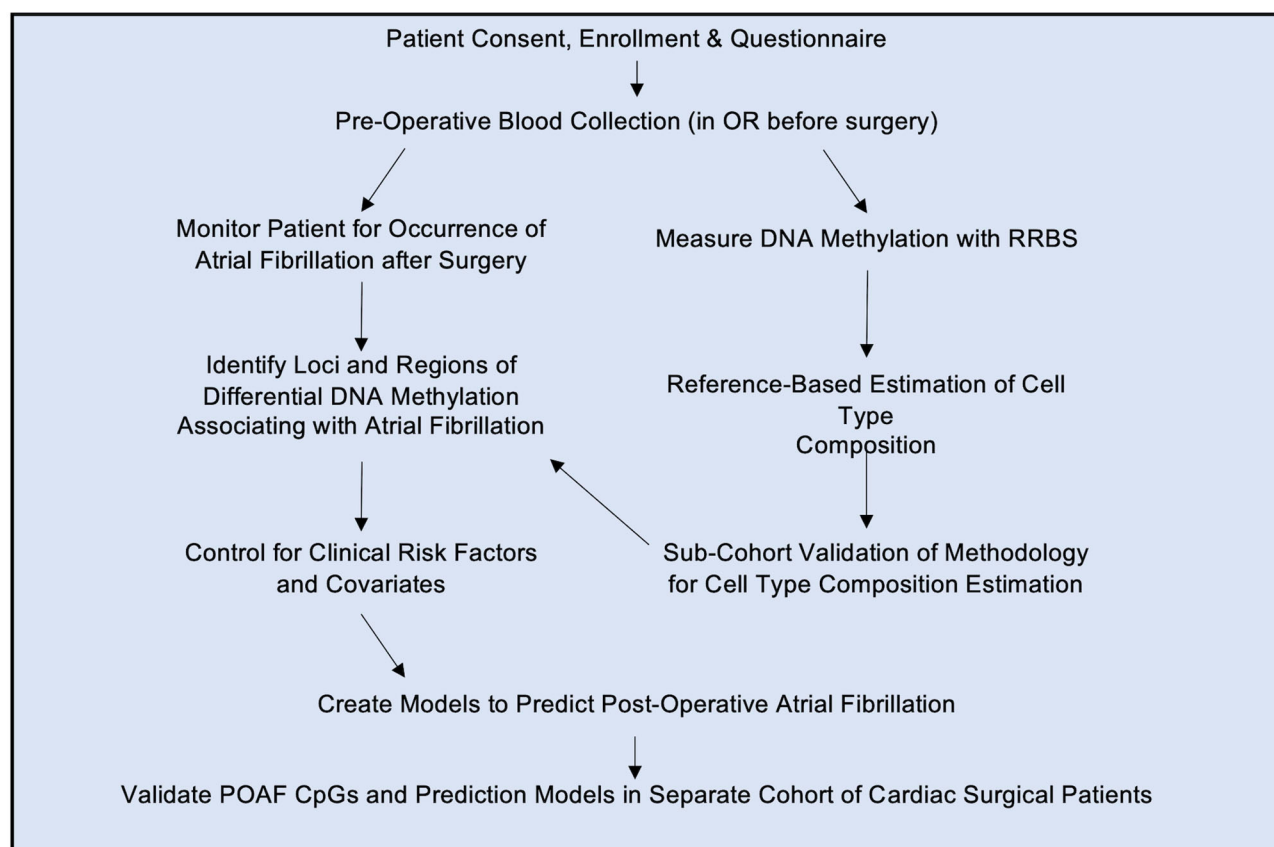 Patient Consent, Enrollment & Questionnaire
Pre-Operative Blood Collection (in OR before surgery)
Monitor Patient for Occurrence of
Atrial Fibrillation after Surgery
Measure DNA Methylation with RRBS
Identify Loci and Regions of
Differential DNA Methylation
Associating with Atrial Fibrillation
Reference-Based Estimation of Cell
Type
Composition
Control for Clinical Risk Factors
and Covariates
Sub-Cohort Validation of Methodology
for Cell Type Composition Estimation
Create Models to Predict Post-Operative Atrial Fibrillation
Validate POAF CpGs and Prediction Models in Separate Cohort of Cardiac Surgical Patients